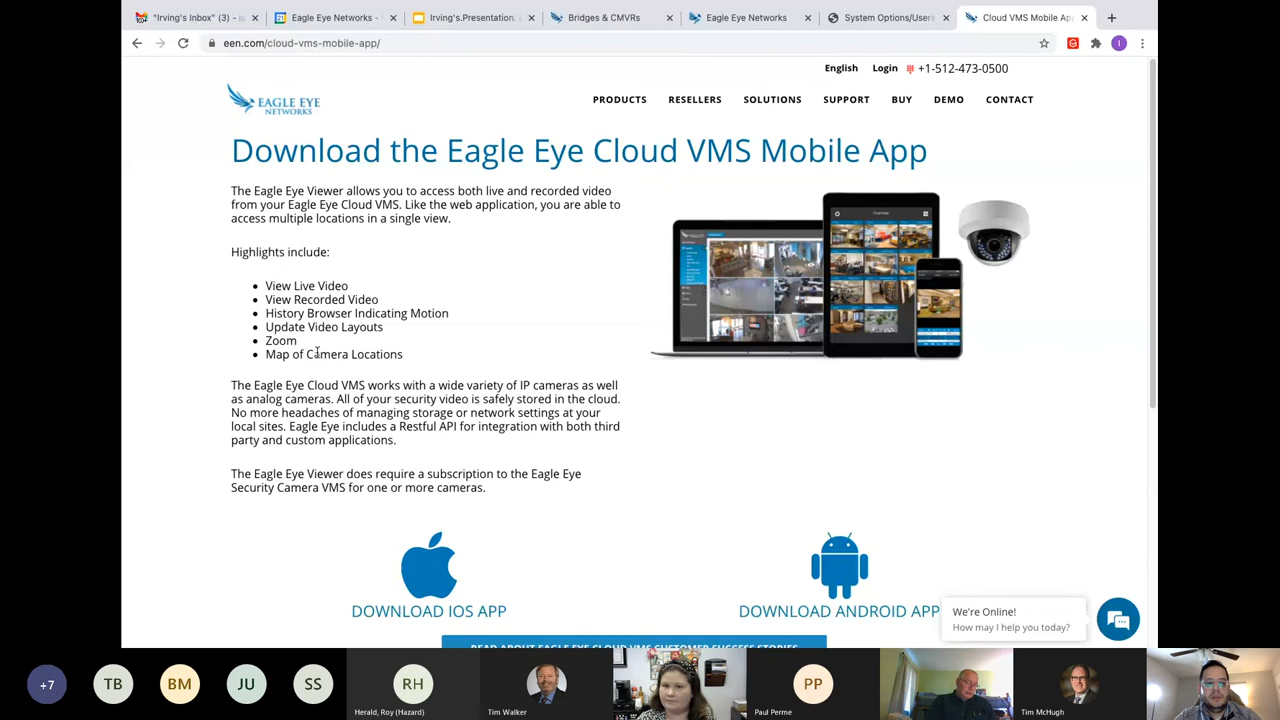 "Irving's Inbox" (3) - i
Eagle Eye Networks -
Irving's.Presentation.
Bridges & CMVRs
Eagle Eye Networks
System Options/Users
Cloud VMS Mobile Ap
een.com/cloud-vms-mobile-app/
I
English Login +1-512-473-0500
EAGLE EYE
NETWORKS
PRODUCTS RESELLERS SOLUTIONS SUPPORT BUY DEMO CONTACT
Download the Eagle Eye Cloud VMS Mobile App
The Eagle Eye Viewer allows you to access both live and recorded video
from your Eagle Eye Cloud VMS. Like the web application, you are able to
access multiple locations in a single view.
Highlights include:
View Live Video
View Recorded Video
History Browser Indicating Motion
Update Video Layouts
Zoom
Map of Camera Locations
The Eagle Eye Cloud VMS works with a wide variety of IP cameras as well
as analog cameras. All of your security video is safely stored in the cloud.
No more headaches of managing storage or network settings at your
local sites. Eagle Eye includes a Restful API for integration with both third
party and custom applications.
The Eagle Eye Viewer does require a subscription to the Eagle Eye
Security Camera VMS for one or more cameras.
DOWNLOAD IOS APP
DOWNLOAD ANDROID APP
We're Online!
How may I help you today?
READ ABOUT EAGLE EYE CLOUD VMS CUSTOMER SUCCESS STORIES
+7
TB
BM
JU
SS
RH
Herald, Roy (Hazard)
Tim Walker
PP
Paul Perme
Tim McHugh